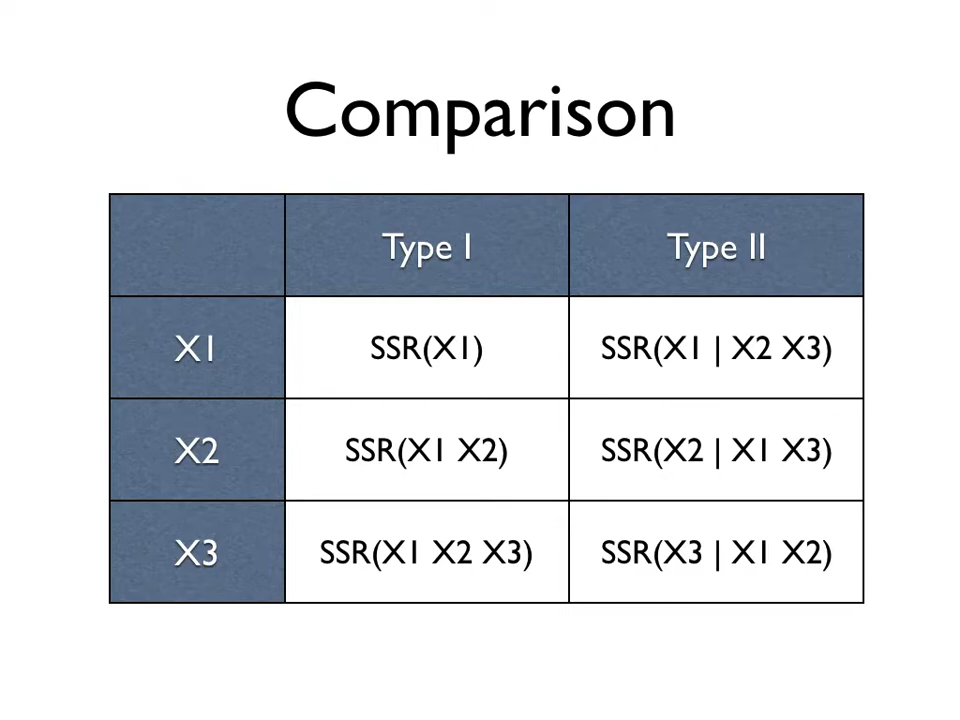 Comparison
Type I
Type II
X1
SSR(X1)
SSR(X1 | X2 X3)
X2
SSR(X1 X2)
SSR(X2 | X1 X3)
X3
SSR(X1 X2 X3)
SSR(X3 | X1 X2)